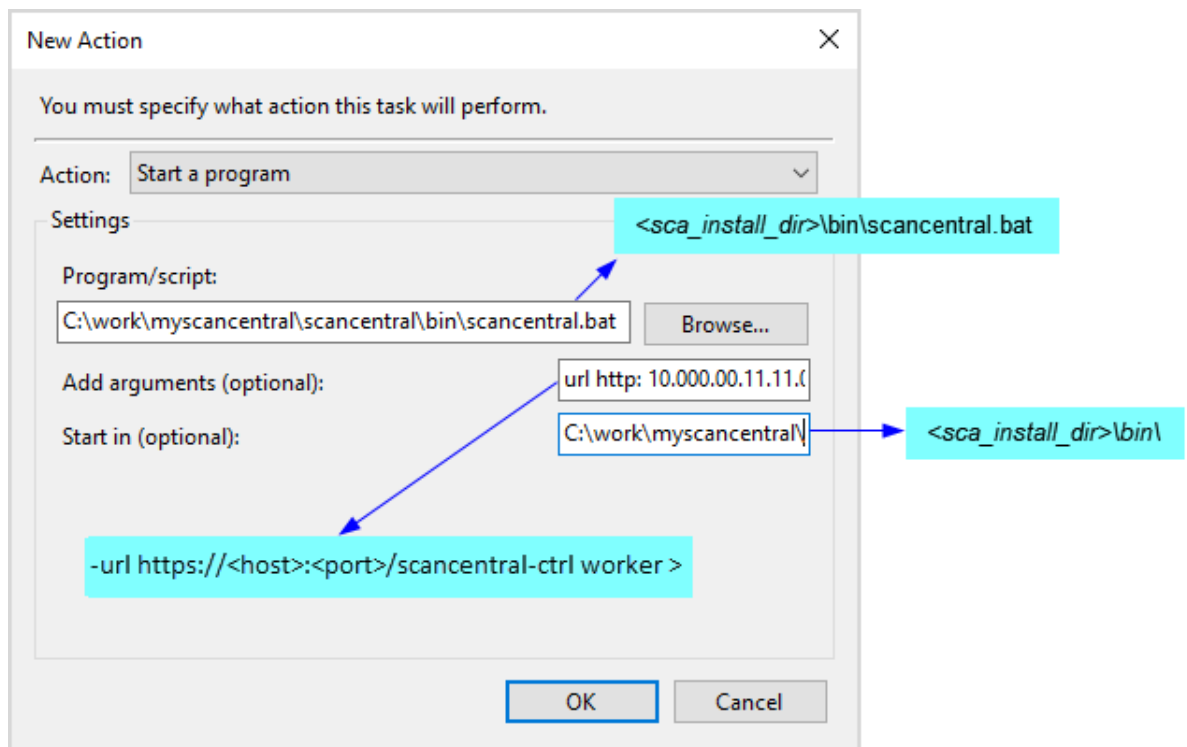 New Action
You must specify what action this task will perform.
Action: Start a program
Settings
<sca_install_dir>\bin\scancentral.bat
Program/script:
C:\work\myscancentral\scancentral\bin\scancentral.bat Browse...
Add arguments (optional): url http: 10.000.00.11.11.(
Start in (optional): C:\work\myscancentral\
<sca_install_dir>\bin\
-url https://<host>:<port>/scancentral-ctrl worker >
OK Cancel